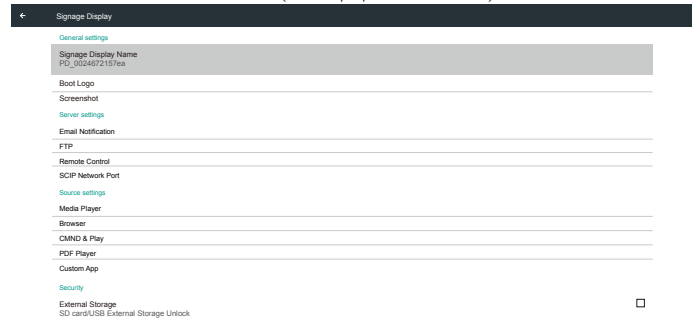 Signage Display
General settings
Signage Display Name
PD_0024672157ea
Boot Logo
Screenshot
Server settings
Email Notification
FTP
Remote Control
SCIP Network Port
Source settings
Media Player
Browser
CMND & Play
PDF Player
Custom App
Security
External Storage
SD card/USB External Storage Unlock